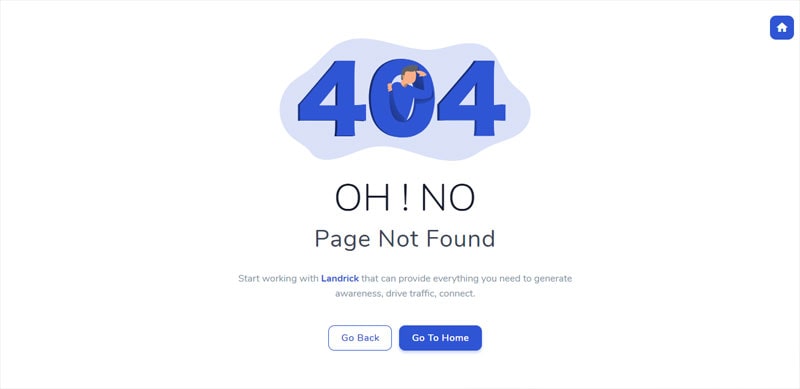 404
OH ! NO
Page Not Found
Start working with Landrick that can provide everything you need to generate
awareness, drive traffic, connect.
Go Back
Go To Home